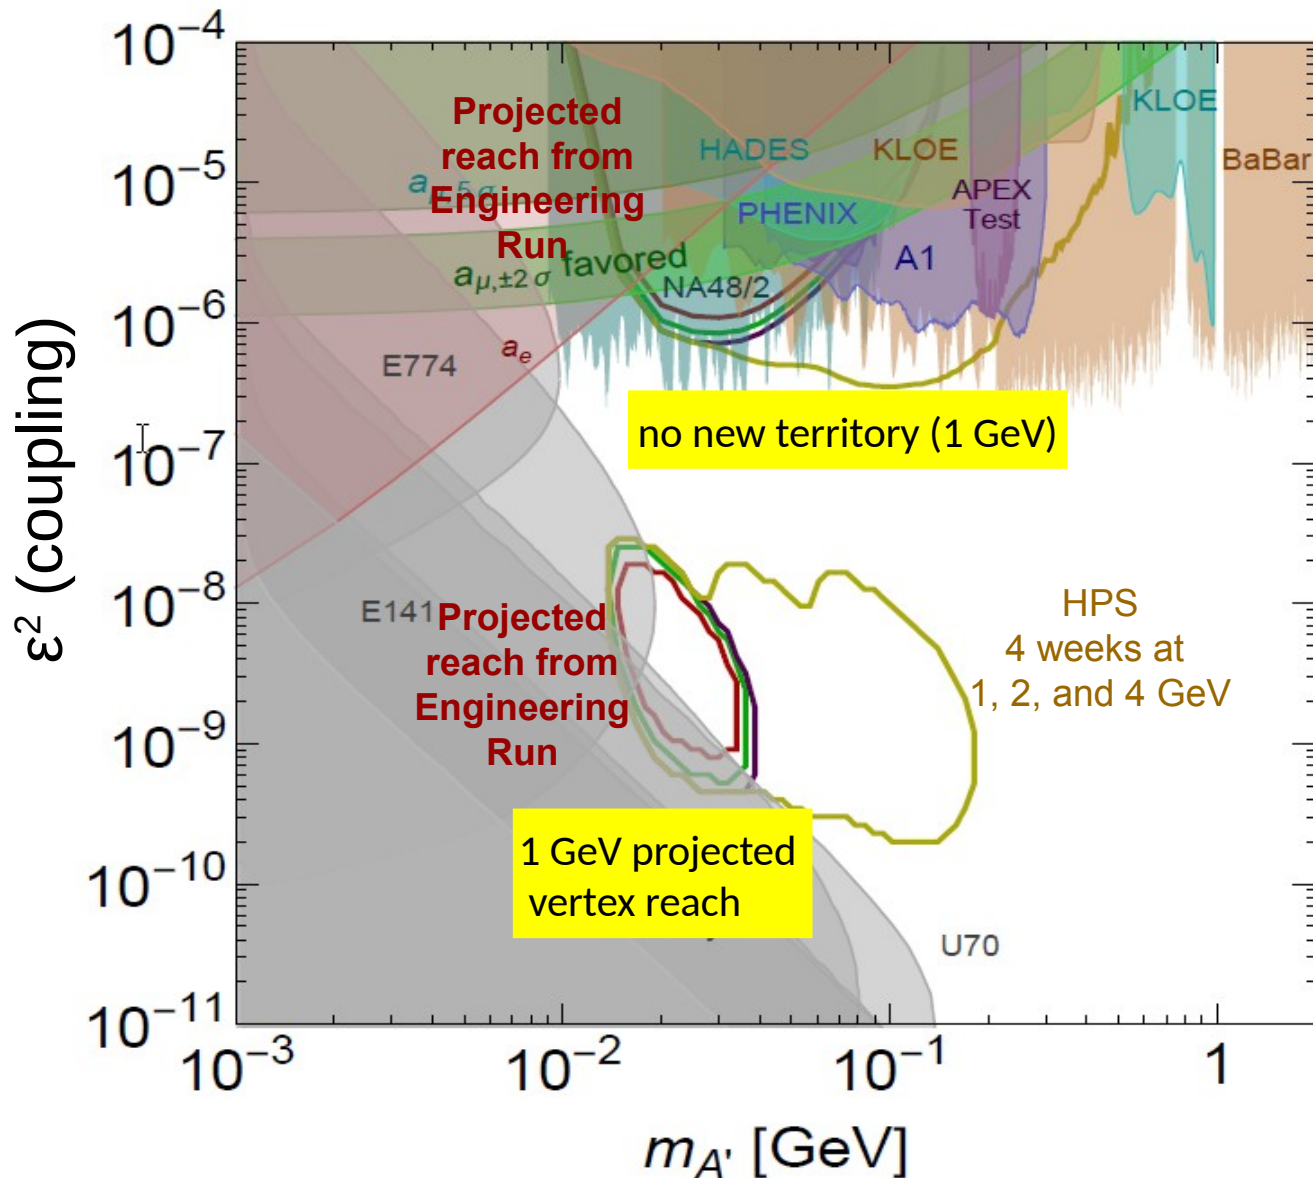 10−4
10−5
10−6
10−7
10−8
10−9
10−10
10−11
ε2 (coupling)
Projected
reach from
Engineering
Run
HADES
KLOE
KLOE
BaBar
PHENIX
APEX
Test
A1
aμ,±2 σ favored
NA48/2
ae
E774
no new territory (1 GeV)
E141
Projected
reach from
Engineering
Run
HPS
4 weeks at
1, 2, and 4 GeV
1 GeV projected
vertex reach
U70
10−3
10−2
10−1
1
mA' [GeV]